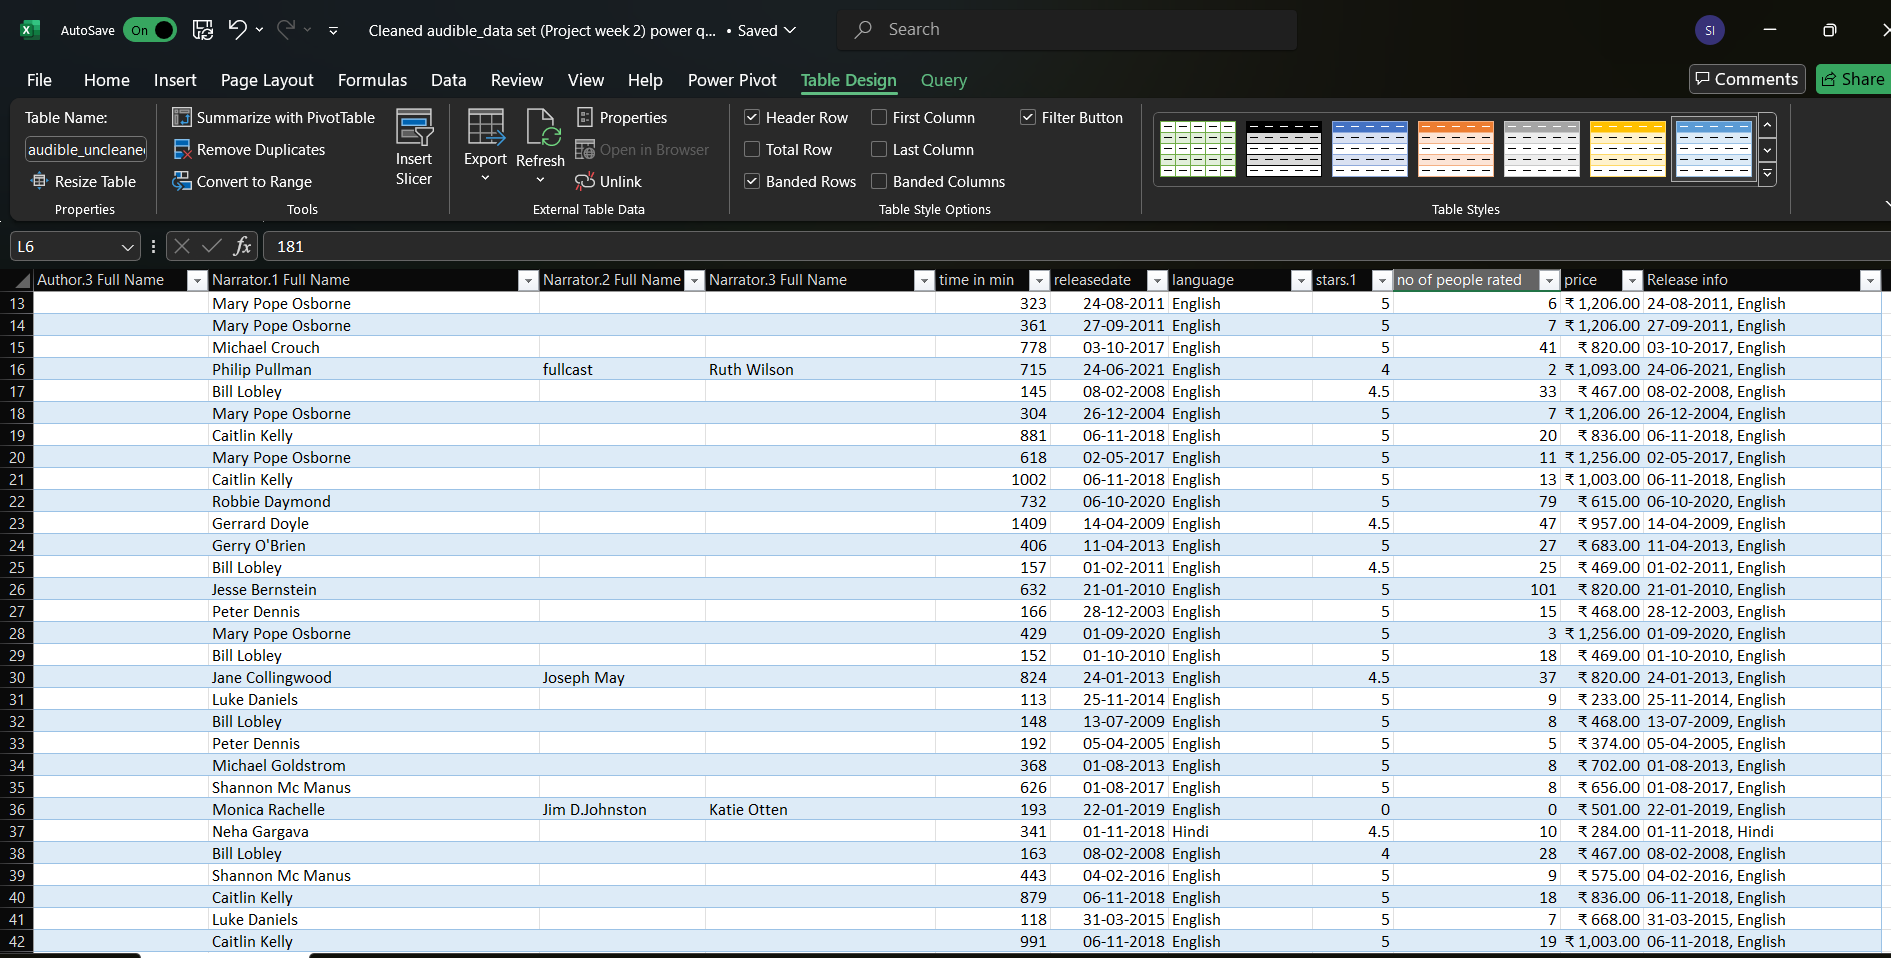 AutoSave On Cleaned audible_data set (Project week 2) power q... • Saved Search SI
File Home Insert Page Layout Formulas Data Review View Help Power Pivot Table Design Query Comments Share
Table Name: Summarize with PivotTable Properties Header Row First Column Filter Button
audible_uncleane Remove Duplicates Insert Slicer Export Refresh Open in Browser Total Row Last Column
Resize Table Convert to Range Unlink Banded Rows Banded Columns
Properties Tools External Table Data Table Style Options Table Styles
L6 fx 181
Author.3 Full Name Narrator.1 Full Name Narrator.2 Full Name Narrator.3 Full Name time in min releasedate language stars.1 no of people rated price Release info
13 Mary Pope Osborne 323 24-08-2011 English 5 6 ₹ 1,206.00 24-08-2011, English
14 Mary Pope Osborne 361 27-09-2011 English 5 7 ₹ 1,206.00 27-09-2011, English
15 Michael Crouch 778 03-10-2017 English 5 41 ₹ 820.00 03-10-2017, English
16 Philip Pullman fullcast Ruth Wilson 715 24-06-2021 English 4 2 ₹ 1,093.00 24-06-2021, English
17 Bill Lobley 145 08-02-2008 English 4.5 33 ₹ 467.00 08-02-2008, English
18 Mary Pope Osborne 304 26-12-2004 English 5 7 ₹ 1,206.00 26-12-2004, English
19 Caitlin Kelly 881 06-11-2018 English 5 20 ₹ 836.00 06-11-2018, English
20 Mary Pope Osborne 618 02-05-2017 English 5 11 ₹ 1,256.00 02-05-2017, English
21 Caitlin Kelly 1002 06-11-2018 English 5 13 ₹ 1,003.00 06-11-2018, English
22 Robbie Daymond 732 06-10-2020 English 5 79 ₹ 615.00 06-10-2020, English
23 Gerrard Doyle 1409 14-04-2009 English 4.5 47 ₹ 957.00 14-04-2009, English
24 Gerry O'Brien 406 11-04-2013 English 5 27 ₹ 683.00 11-04-2013, English
25 Bill Lobley 157 01-02-2011 English 4.5 25 ₹ 469.00 01-02-2011, English
26 Jesse Bernstein 632 21-01-2010 English 5 101 ₹ 820.00 21-01-2010, English
27 Peter Dennis 166 28-12-2003 English 5 15 ₹ 468.00 28-12-2003, English
28 Mary Pope Osborne 429 01-09-2020 English 5 3 ₹ 1,256.00 01-09-2020, English
29 Bill Lobley 152 01-10-2010 English 5 18 ₹ 469.00 01-10-2010, English
30 Jane Collingwood Joseph May 824 24-01-2013 English 4.5 37 ₹ 820.00 24-01-2013, English
31 Luke Daniels 113 25-11-2014 English 5 9 ₹ 233.00 25-11-2014, English
32 Bill Lobley 148 13-07-2009 English 5 8 ₹ 468.00 13-07-2009, English
33 Peter Dennis 192 05-04-2005 English 5 5 ₹ 374.00 05-04-2005, English
34 Michael Goldstrom 368 01-08-2013 English 5 8 ₹ 702.00 01-08-2013, English
35 Shannon Mc Manus 626 01-08-2017 English 5 8 ₹ 656.00 01-08-2017, English
36 Monica Rachelle Jim D.Johnston Katie Otten 193 22-01-2019 English 0 0 ₹ 501.00 22-01-2019, English
37 Neha Gargava 341 01-11-2018 Hindi 4.5 10 ₹ 284.00 01-11-2018, Hindi
38 Bill Lobley 163 08-02-2008 English 4 28 ₹ 467.00 08-02-2008, English
39 Shannon Mc Manus 443 04-02-2016 English 5 9 ₹ 575.00 04-02-2016, English
40 Caitlin Kelly 879 06-11-2018 English 5 18 ₹ 836.00 06-11-2018, English
41 Luke Daniels 118 31-03-2015 English 5 7 ₹ 668.00 31-03-2015, English
42 Caitlin Kelly 991 06-11-2018 English 5 19 ₹ 1,003.00 06-11-2018, English